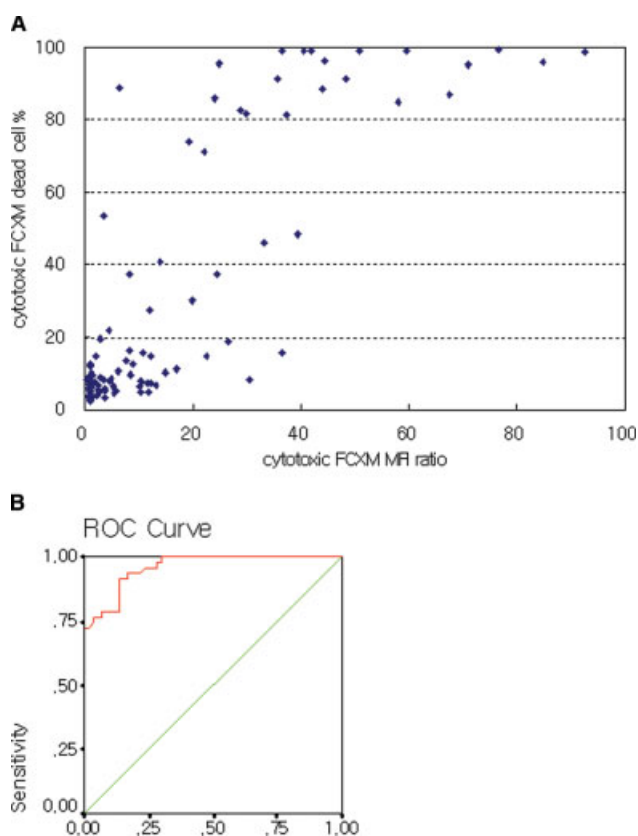 A
cytotoxic FCXM dead cell %
100
80
60
40
20
0
0 20 40 60 80 100
cytotoxic FCXM MFI ratio
B
ROC Curve
Sensitivity
1,00
,75
,50
,25
0,00
0,00 ,25 ,50 ,75 1,00